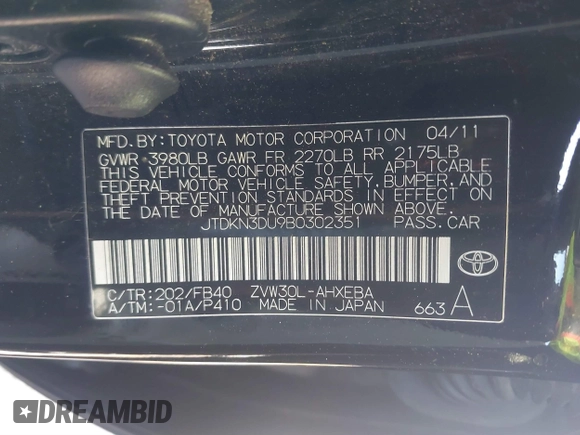 MFD. BY: TOYOTA MOTOR CORPORATION 04/11
GVWR 3980LB GAWR FR 2270LB RR 2175LB
THIS VEHICLE CONFORMS TO ALL APPLICABLE
FEDERAL MOTOR VEHICLE SAFETY, BUMPER, AND
THEFT PREVENTION STANDARDS IN EFFECT ON
THE DATE OF MANUFACTURE SHOWN ABOVE.
JTDKN3DU9B0302351 PASS. CAR
C/TR: 202/FB40 ZVW30L-AHXEBA
A/TM: -01A/P410 MADE IN JAPAN 663 A
DREAMBID